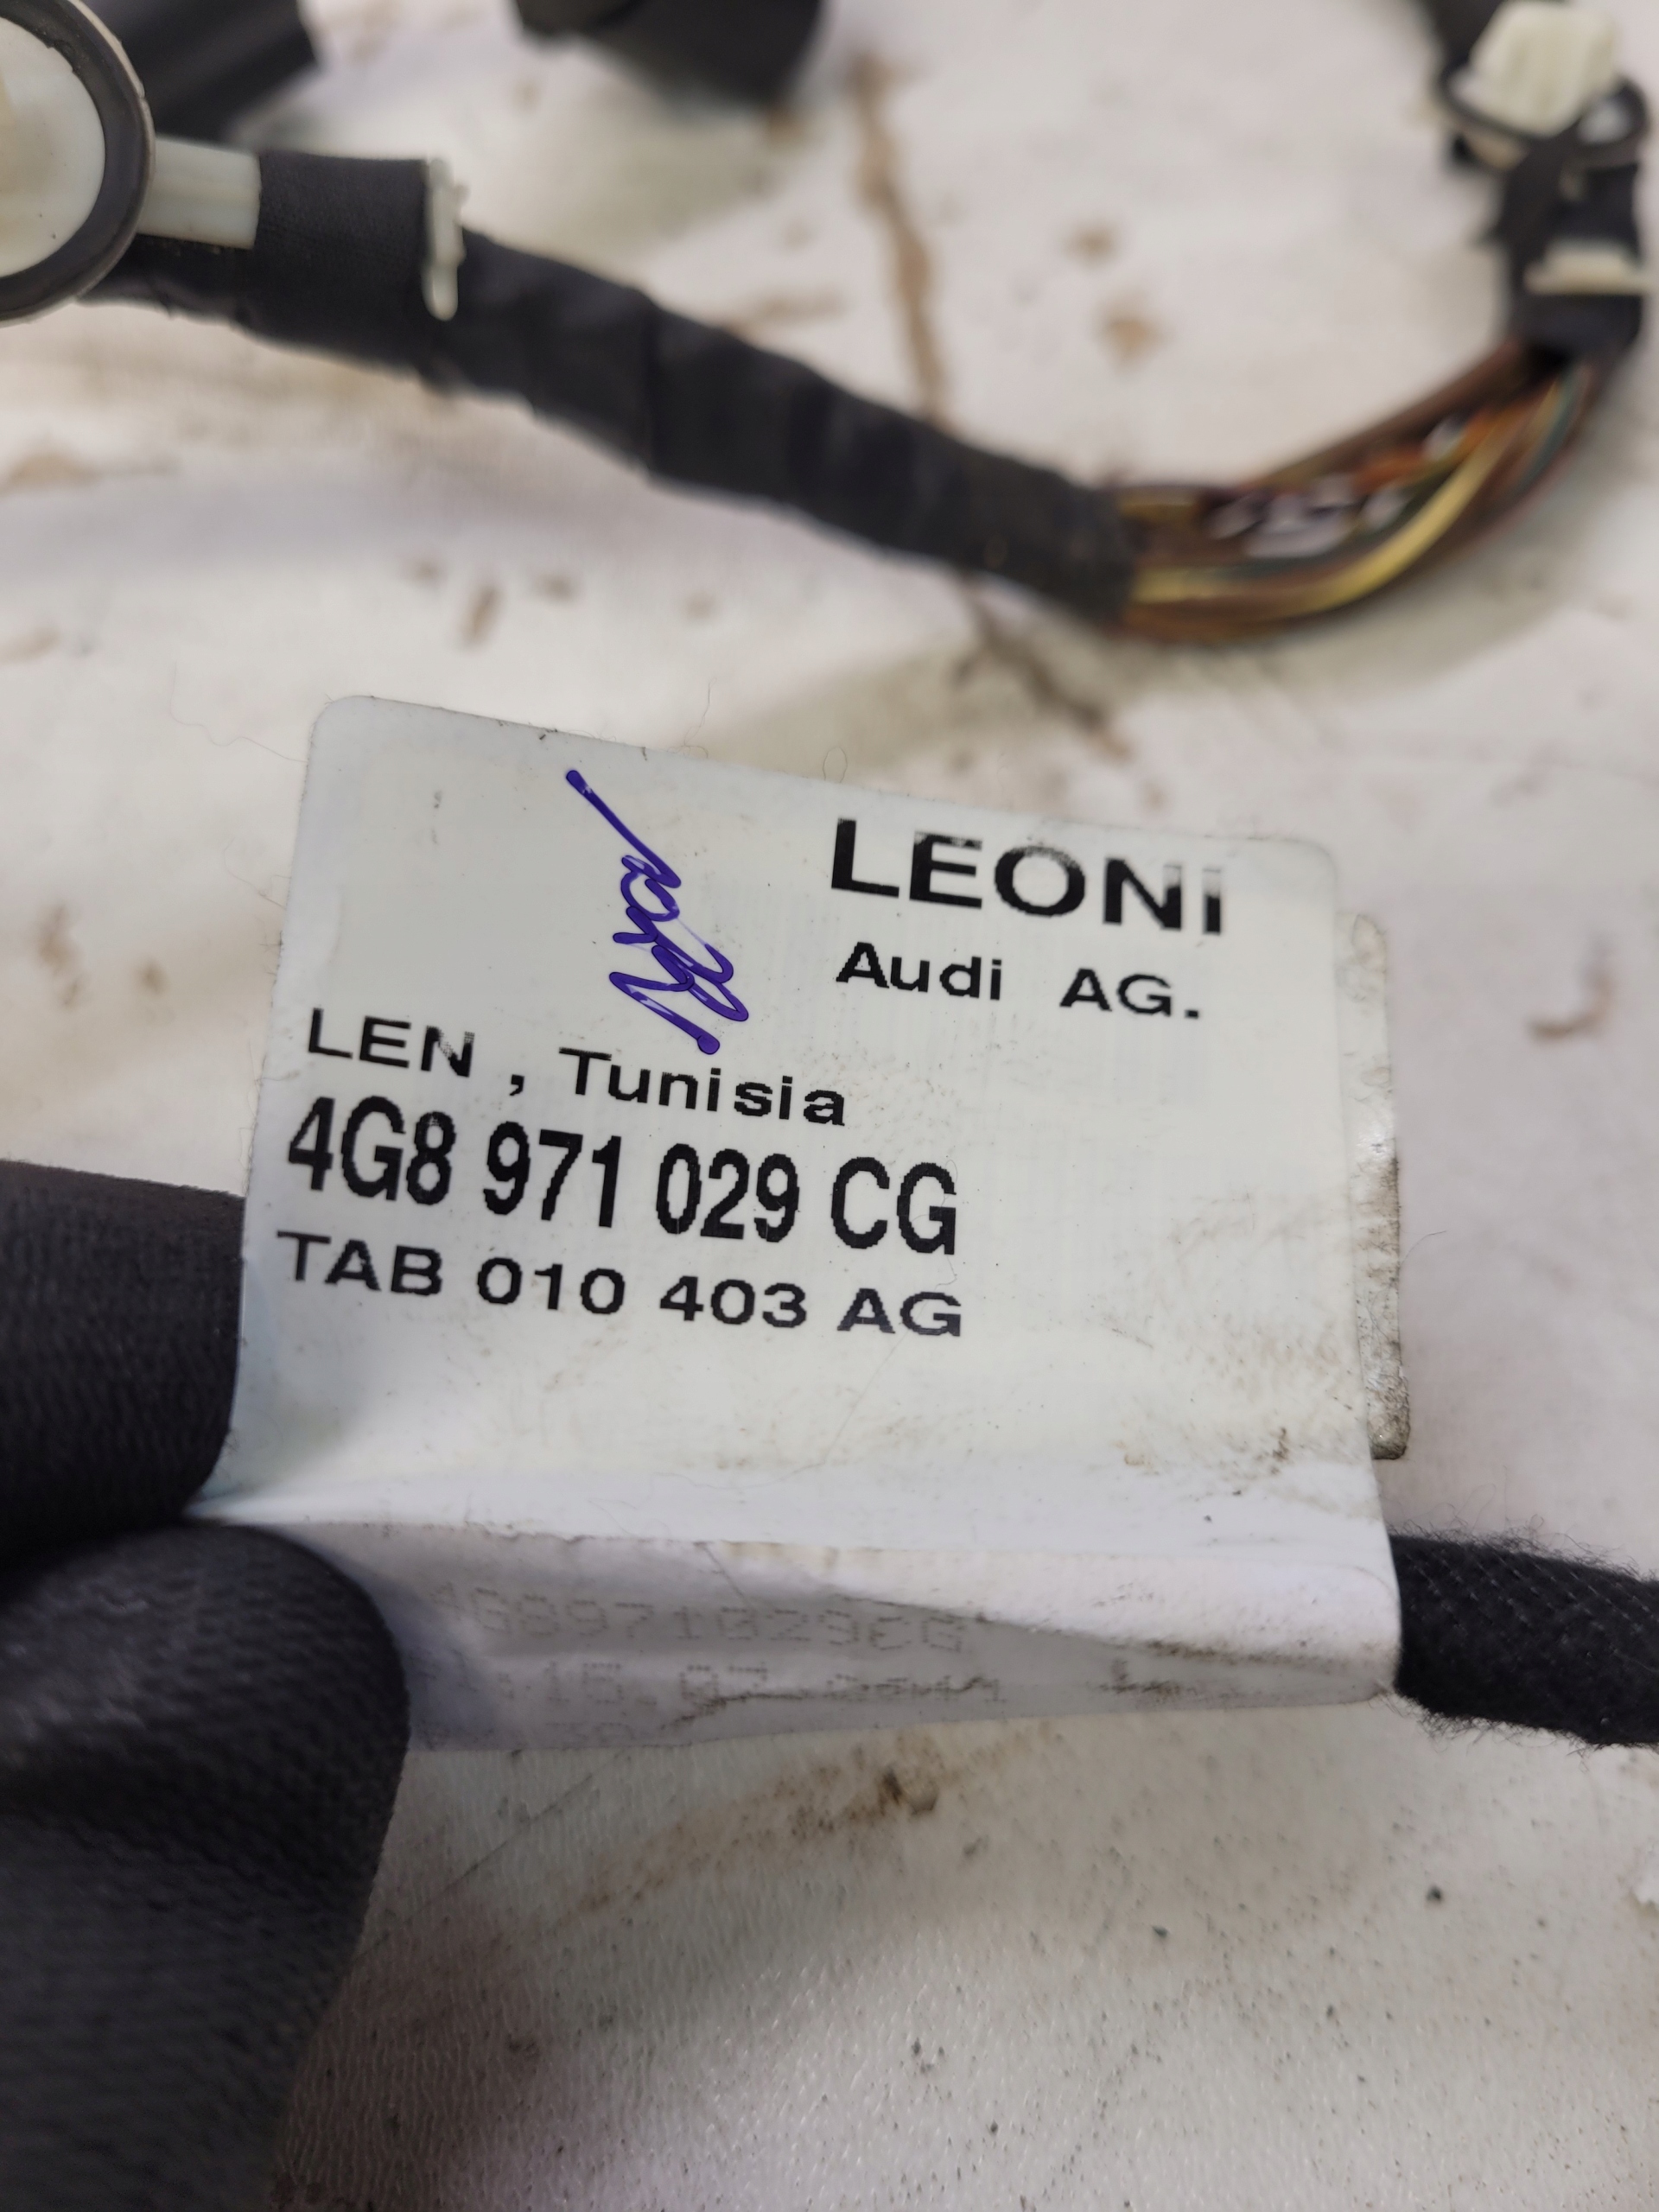 LEONI
Audi AG.
LEN , Tunisia
4G8 971 029 CG
TAB 010 403 AG